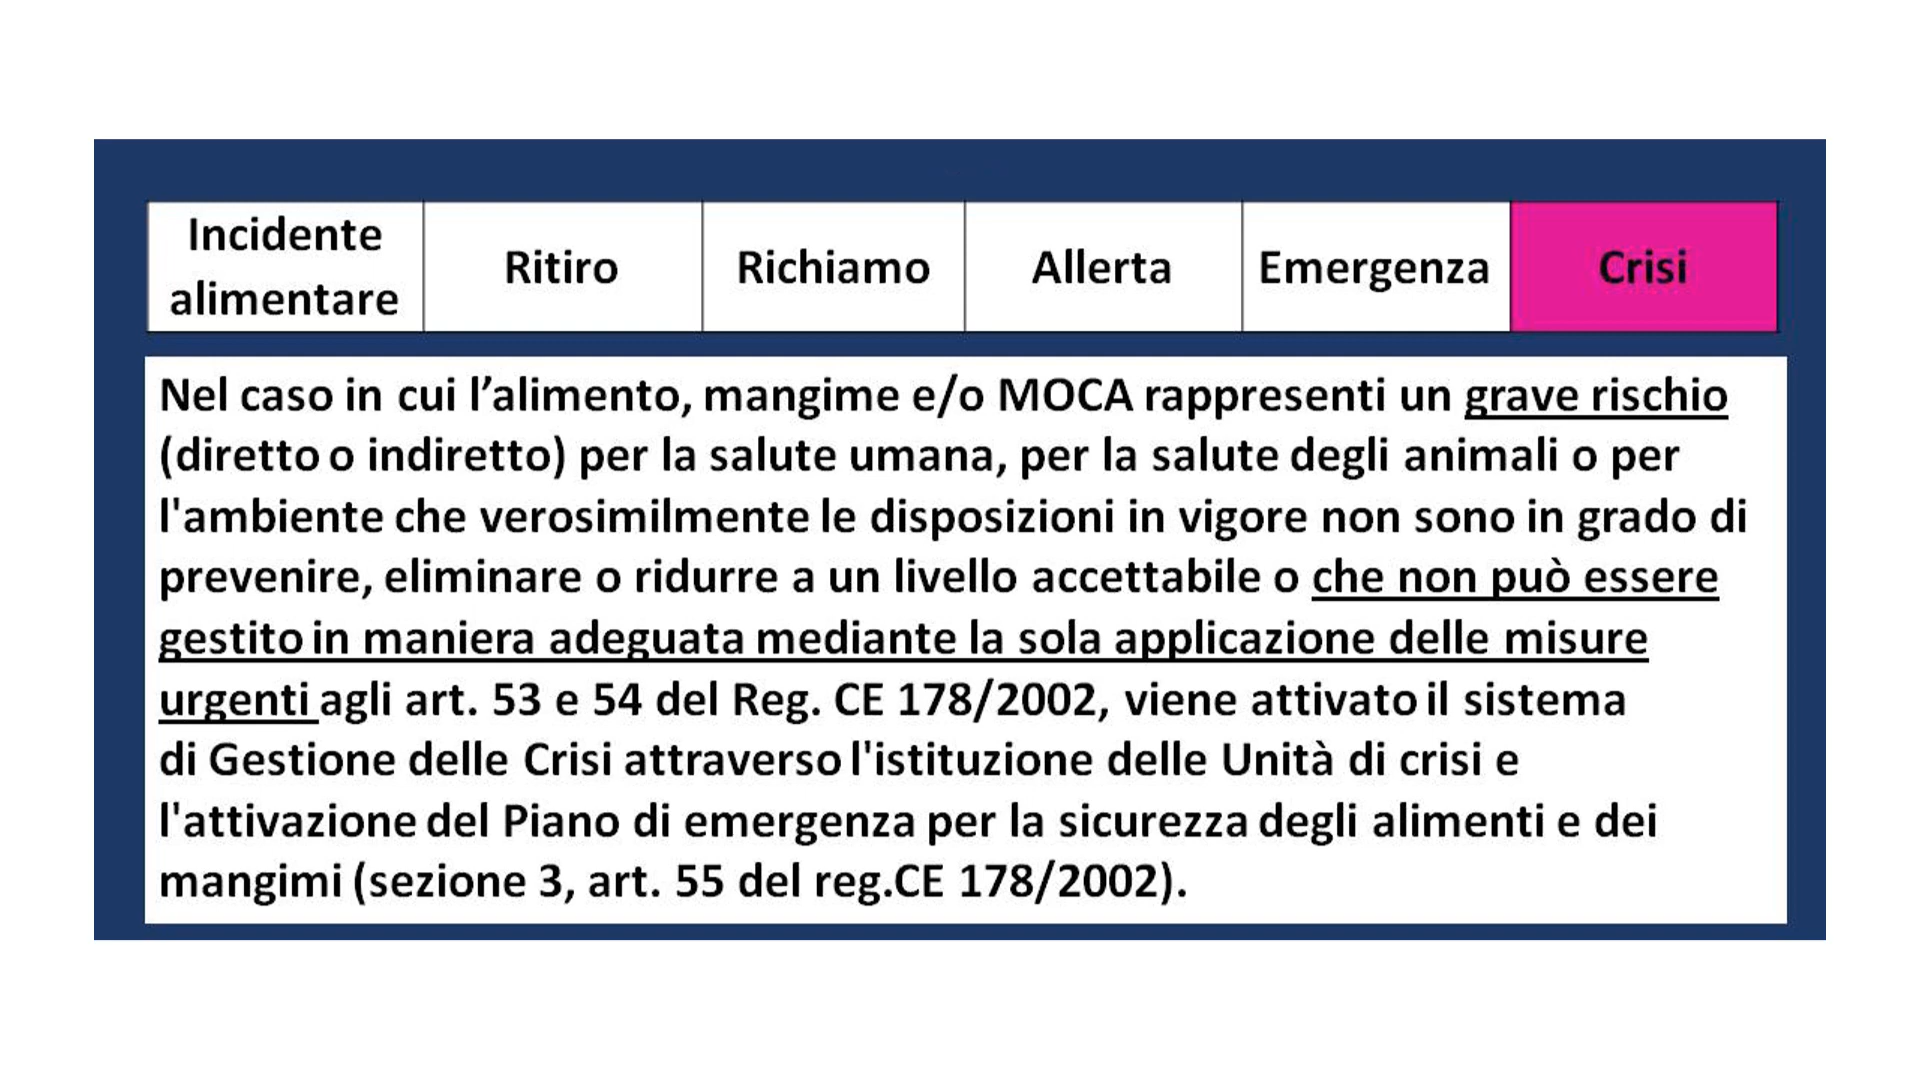 Incidente
alimentare
Ritiro
Richiamo
Allerta
Emergenza
Crisi
Nel caso in cui l’alimento, mangime e/o MOCA rappresenti un grave rischio
(diretto o indiretto) per la salute umana, per la salute degli animali o per
l'ambiente che verosimilmente le disposizioni in vigore non sono in grado di
prevenire, eliminare o ridurre a un livello accettabile o che non può essere
gestito in maniera adeguata mediante la sola applicazione delle misure
urgenti agli art. 53 e 54 del Reg. CE 178/2002, viene attivato il sistema
di Gestione delle Crisi attraverso l'istituzione delle Unità di crisi e
l'attivazione del Piano di emergenza per la sicurezza degli alimenti e dei
mangimi (sezione 3, art. 55 del reg.CE 178/2002).